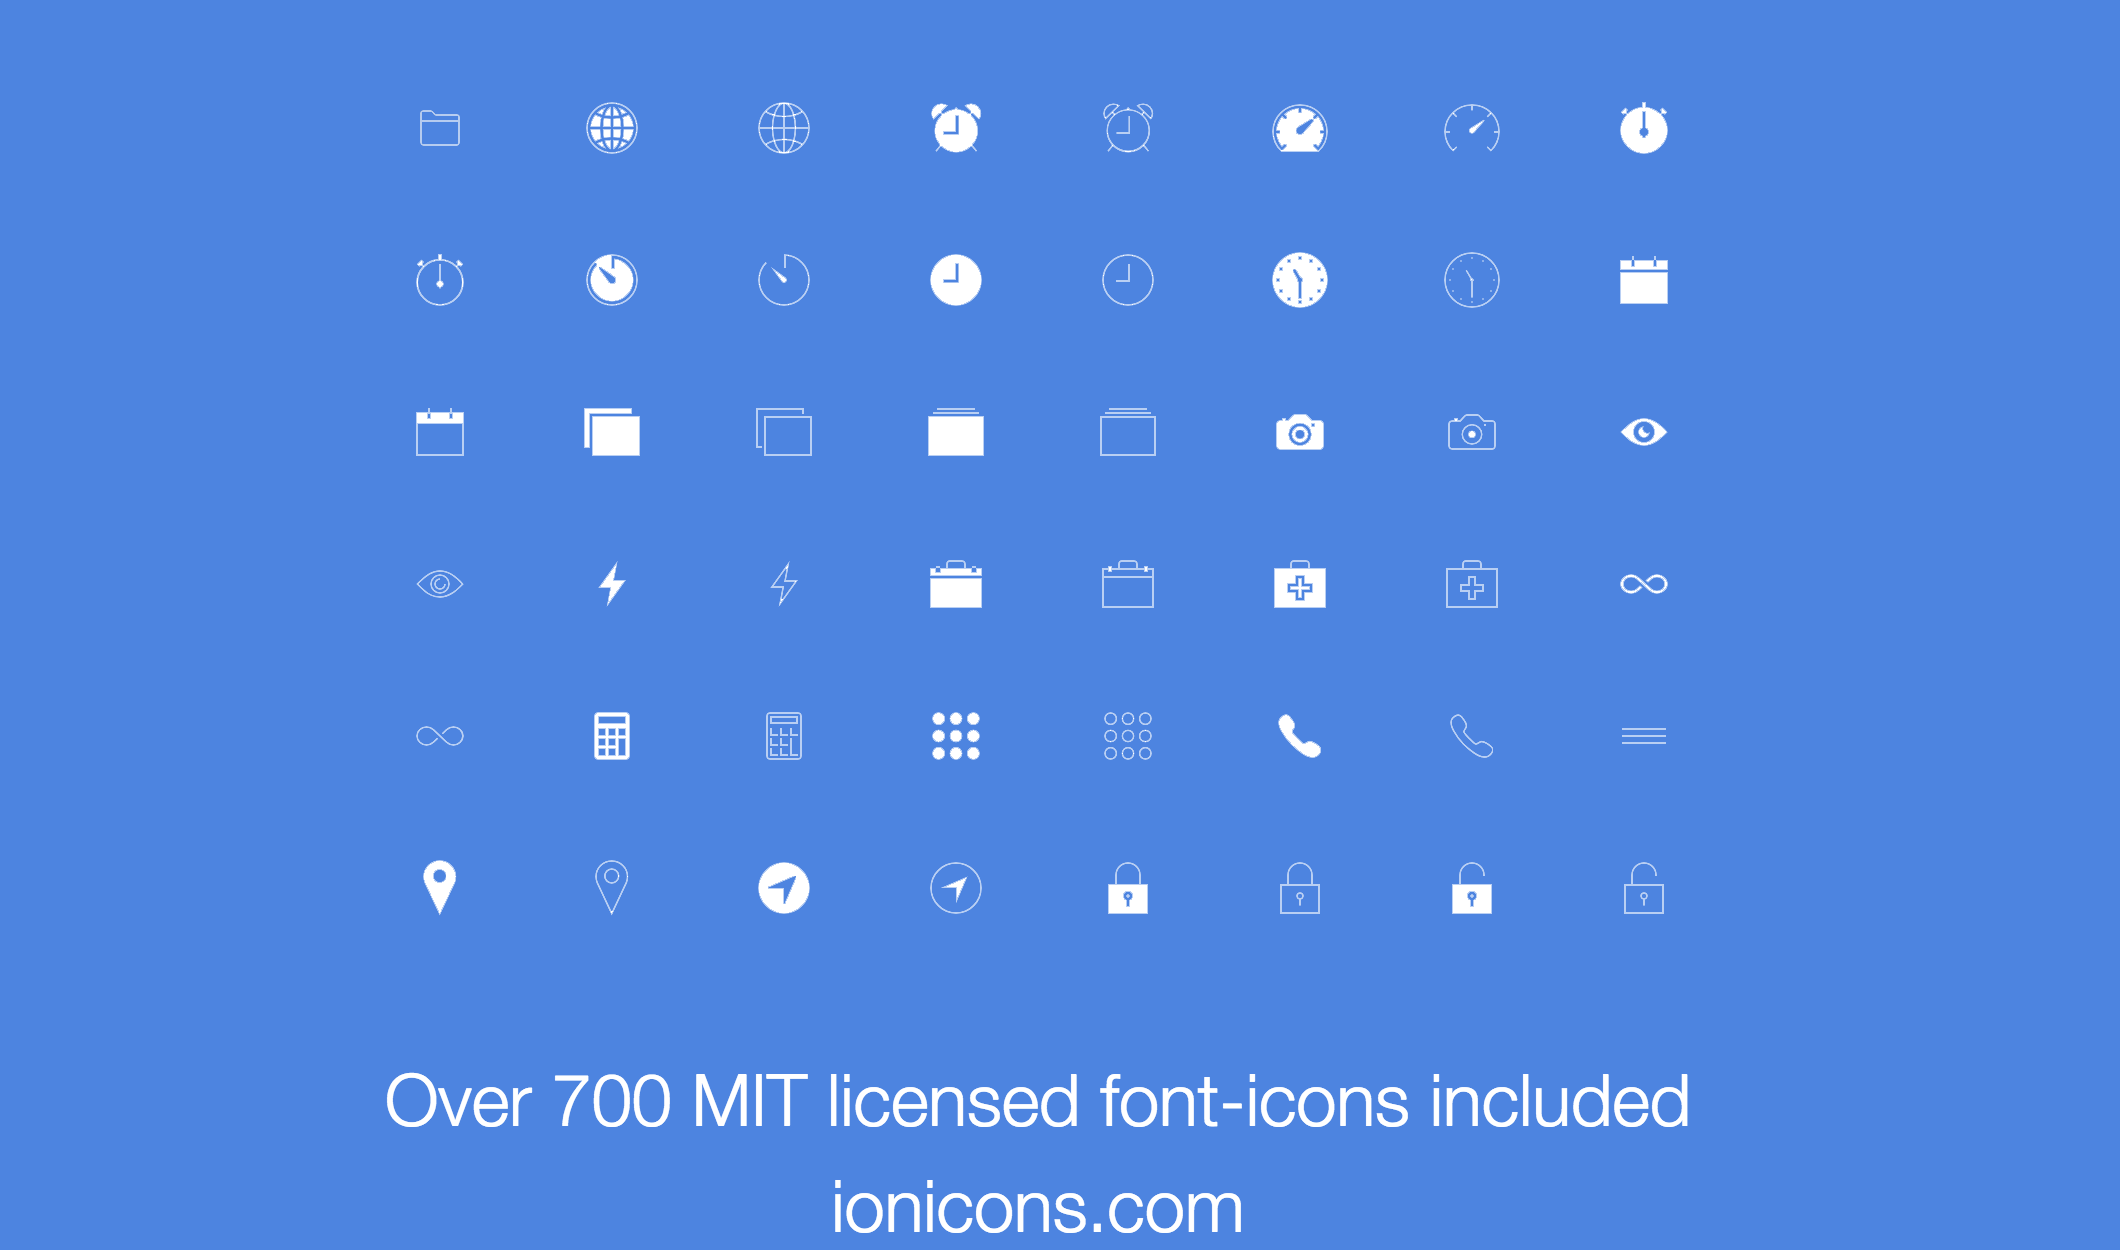 Over 700 MIT licensed font-icons included
ionicons.com